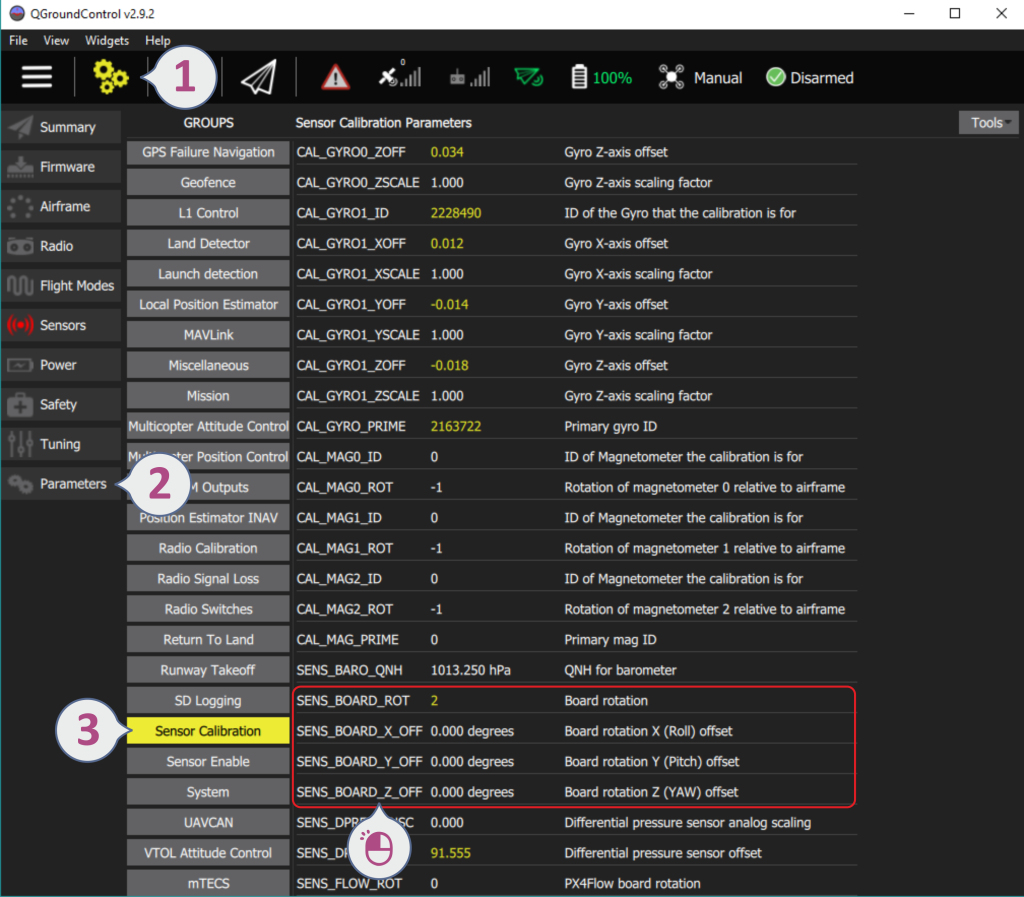 QGroundControl v2.9.2
File View Widgets Help
1
0
100% Manual Disarmed
Summary
Firmware
Airframe
Radio
Flight Modes
Sensors
Power
Safety
Tuning
Parameters
2
GROUPS
GPS Failure Navigation
Geofence
L1 Control
Land Detector
Launch detection
Local Position Estimator
MAVLink
Miscellaneous
Mission
Multicopter Attitude Control
Position Control
Outputs
Position Estimator INAV
Radio Calibration
Radio Signal Loss
Radio Switches
Return To Land
Runway Takeoff
SD Logging
3
Sensor Calibration
Sensor Enable
System
UAVCAN
VTOL Attitude Control
mTECS
Sensor Calibration Parameters
Tools
CAL_GYRO0_ZOFF 0.034 Gyro Z-axis offset
CAL_GYRO0_ZSCALE 1.000 Gyro Z-axis scaling factor
CAL_GYRO1_ID 2228490 ID of the Gyro that the calibration is for
CAL_GYRO1_XOFF 0.012 Gyro X-axis offset
CAL_GYRO1_XSCALE 1.000 Gyro X-axis scaling factor
CAL_GYRO1_YOFF -0.014 Gyro Y-axis offset
CAL_GYRO1_YSCALE 1.000 Gyro Y-axis scaling factor
CAL_GYRO1_ZOFF -0.018 Gyro Z-axis offset
CAL_GYRO1_ZSCALE 1.000 Gyro Z-axis scaling factor
CAL_GYRO_PRIME 2163722 Primary gyro ID
CAL_MAG0_ID 0 ID of Magnetometer the calibration is for
CAL_MAG0_ROT -1 Rotation of magnetometer 0 relative to airframe
CAL_MAG1_ID 0 ID of Magnetometer the calibration is for
CAL_MAG1_ROT -1 Rotation of magnetometer 1 relative to airframe
CAL_MAG2_ID 0 ID of Magnetometer the calibration is for
CAL_MAG2_ROT -1 Rotation of magnetometer 2 relative to airframe
CAL_MAG_PRIME 0 Primary mag ID
SENS_BARO_QNH 1013.250 hPa QNH for barometer
SENS_BOARD_ROT 2 Board rotation
SENS_BOARD_X_OFF 0.000 degrees Board rotation X (Roll) offset
SENS_BOARD_Y_OFF 0.000 degrees Board rotation Y (Pitch) offset
SENS_BOARD_Z_OFF 0.000 degrees Board rotation Z (YAW) offset
0.000 Differential pressure sensor analog scaling
91.555 Differential pressure sensor offset
SENS_FLOW_ROT 0 PX4Flow board rotation